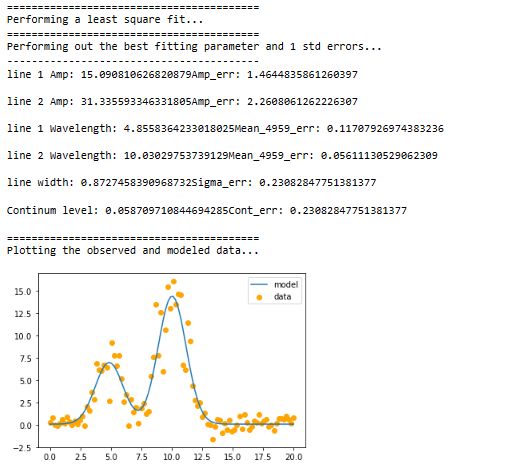 ==========================================
Performing a least square fit...
==========================================
Performing out the best fitting parameter and 1 std errors...
------------------------------------------
line 1 Amp: 15.090810626820879Amp_err: 1.4644835861260397
line 2 Amp: 31.335593346331805Amp_err: 2.2608061262226307
line 1 Wavelength: 4.8558364233018025Mean_4959_err: 0.11707926974383236
line 2 Wavelength: 10.03029753739129Mean_4959_err: 0.05611130529062309
line width: 0.8727458390968732Sigma_err: 0.23082847751381377
Continum level: 0.058709710844694285Cont_err: 0.23082847751381377
==========================================
Plotting the observed and modeled data...
model
data
15.0
12.5
10.0
7.5
5.0
2.5
0.0
−2.5
0.0 2.5 5.0 7.5 10.0 12.5 15.0 17.5 20.0